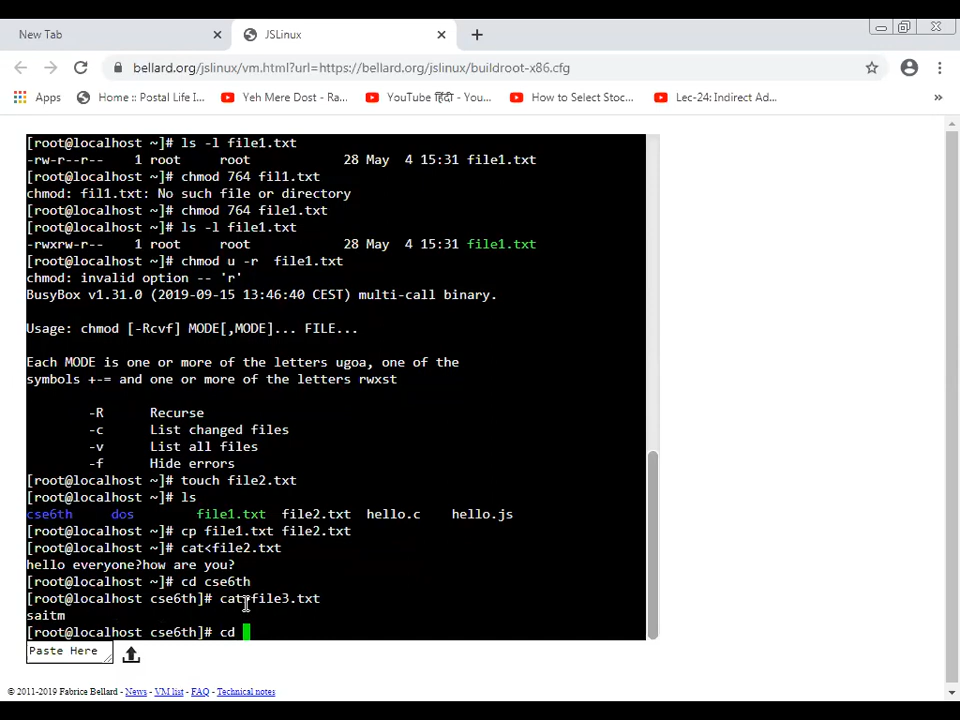 New Tab
JSLinux
bellard.org/jslinux/vm.html?url=https://bellard.org/jslinux/buildroot-x86.cfg
Apps
Home :: Postal Life I...
Yeh Mere Dost - Ra...
YouTube हिंदी - You...
How to Select Stoc...
Lec-24: Indirect Ad...
[root@localhost ~]# ls -l file1.txt
-rw-r--r-- 1 root root 28 May 4 15:31 file1.txt
[root@localhost ~]# chmod 764 fil1.txt
chmod: fil1.txt: No such file or directory
[root@localhost ~]# chmod 764 file1.txt
[root@localhost ~]# ls -l file1.txt
-rwxrw-r-- 1 root root 28 May 4 15:31 file1.txt
[root@localhost ~]# chmod u -r file1.txt
chmod: invalid option -- 'r'
BusyBox v1.31.0 (2019-09-15 13:46:40 CEST) multi-call binary.
Usage: chmod [-Rcvf] MODE[,MODE]... FILE...
Each MODE is one or more of the letters ugoa, one of the
symbols +-= and one or more of the letters rwxst
-R Recurse
-c List changed files
-v List all files
-f Hide errors
[root@localhost ~]# touch file2.txt
[root@localhost ~]# ls
cse6th dos file1.txt file2.txt hello.c hello.js
[root@localhost ~]# cp file1.txt file2.txt
[root@localhost ~]# cat<file2.txt
hello everyone?how are you?
[root@localhost ~]# cd cse6th
[root@localhost cse6th]# cat<file3.txt
saitm
[root@localhost cse6th]# cd
Paste Here
© 2011-2019 Fabrice Bellard - News - VM list - FAQ - Technical notes